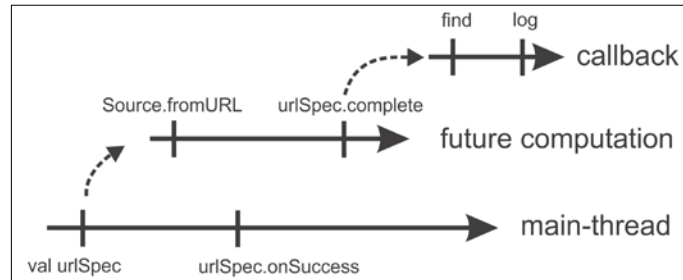 find log
callback
Source.fromURL urlSpec.complete
future computation
main-thread
val urlSpec urlSpec.onSuccess